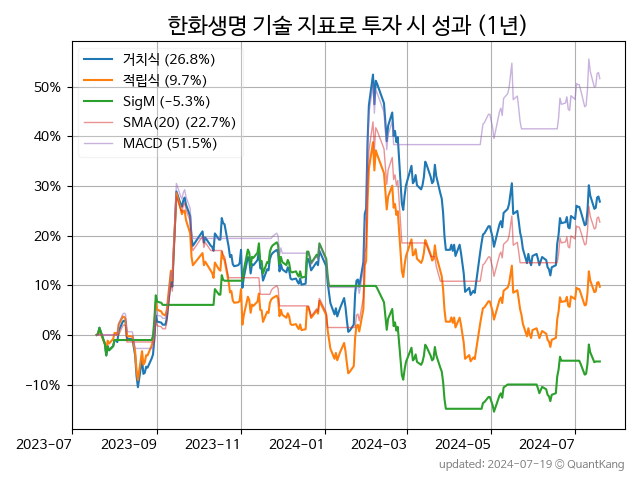 한화생명 기술 지표로 투자 시 성과 (1년)
거치식 (26.8%)
적립식 (9.7%)
SigM (-5.3%)
SMA(20) (22.7%)
MACD (51.5%)
50%
40%
30%
20%
10%
0%
-10%
2023-07 2023-09 2023-11 2024-01 2024-03 2024-05 2024-07
updated: 2024-07-19 © QuantKang